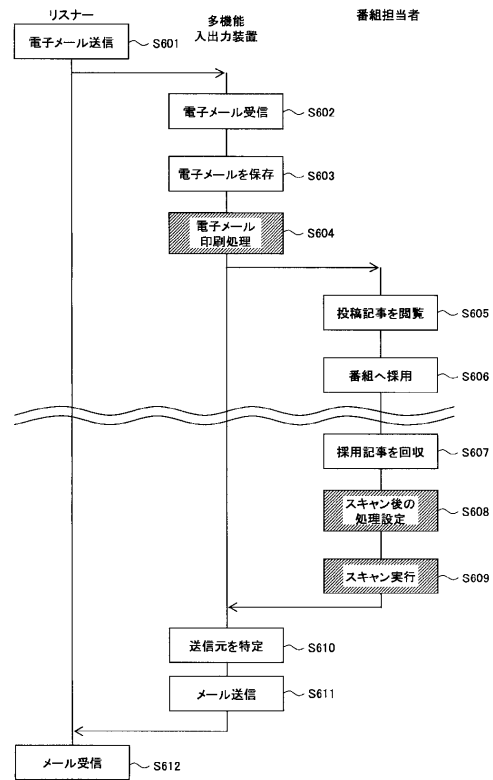 リスナー
多機能
入出力装置
番組担当者
電子メール送信
S601
電子メール受信
S602
電子メールを保存
S603
電子メール
印刷処理
S604
投稿記事を閲覧
S605
番組へ採用
S606
採用記事を回収
S607
スキャン後の
処理設定
S608
スキャン実行
S609
送信元を特定
S610
メール送信
S611
メール受信
S612